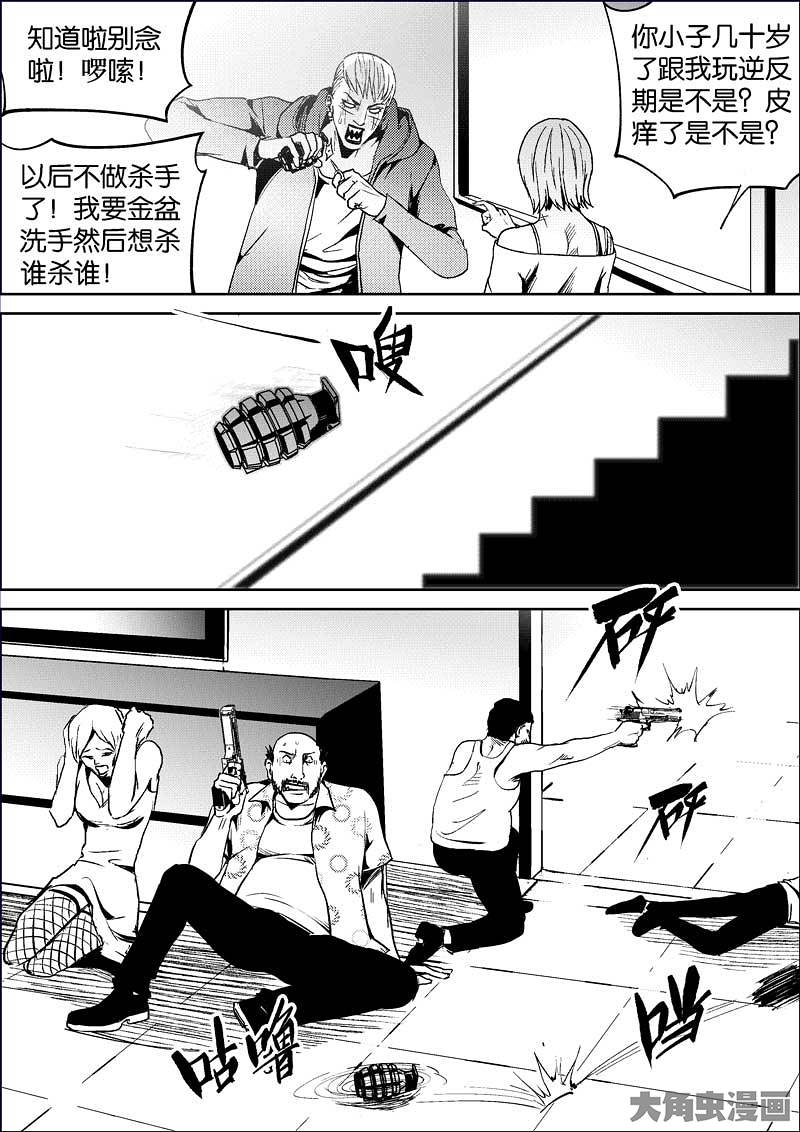 你小子几十岁
了跟我玩逆反
期是不是？皮
痒了是不是？
知道啦别念
啦！啰嗦！
以后不做杀手
了！我要金盆
洗手然后想杀
谁杀谁！
嗖
砰
砰
当
咕噜
大角虫漫画